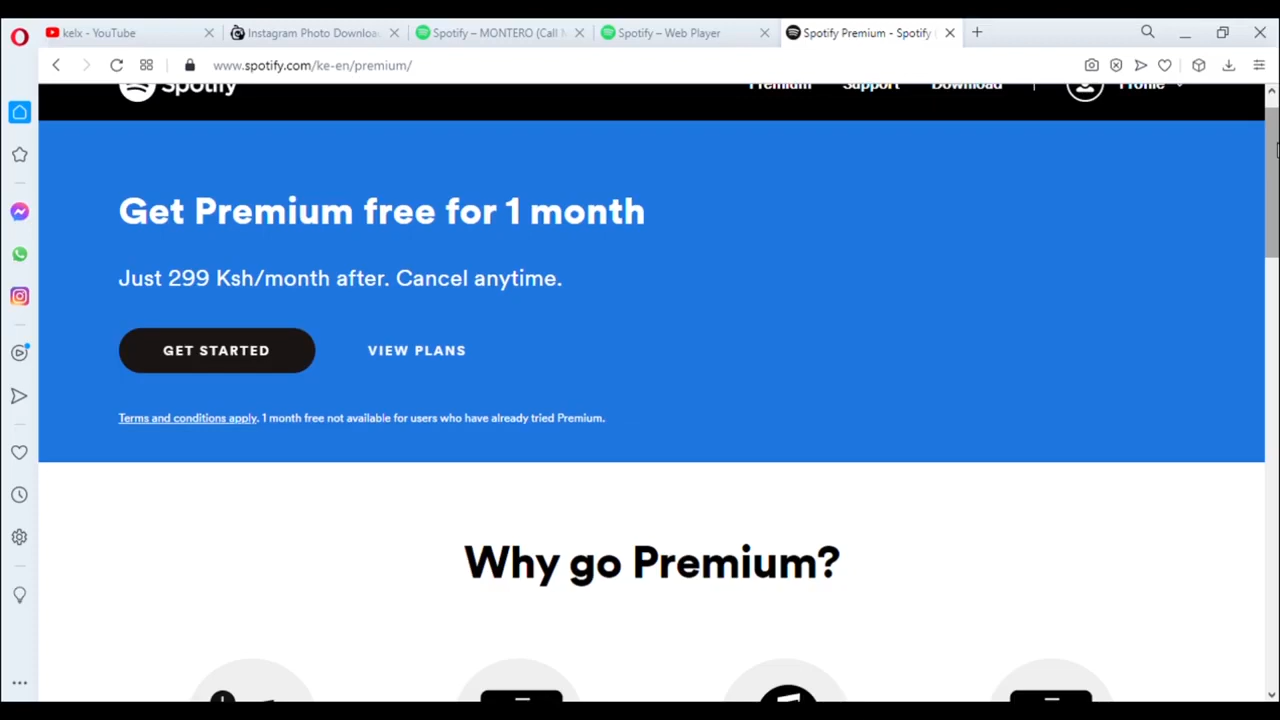 kelx - YouTube
Instagram Photo Downloa
Spotify – MONTERO (Call M
Spotify – Web Player
Spotify Premium - Spotify
www.spotify.com/ke-en/premium/
Spotify
Premium
Support
Download
Profile
Get Premium free for 1 month
Just 299 Ksh/month after. Cancel anytime.
GET STARTED
VIEW PLANS
Terms and conditions apply. 1 month free not available for users who have already tried Premium.
Why go Premium?